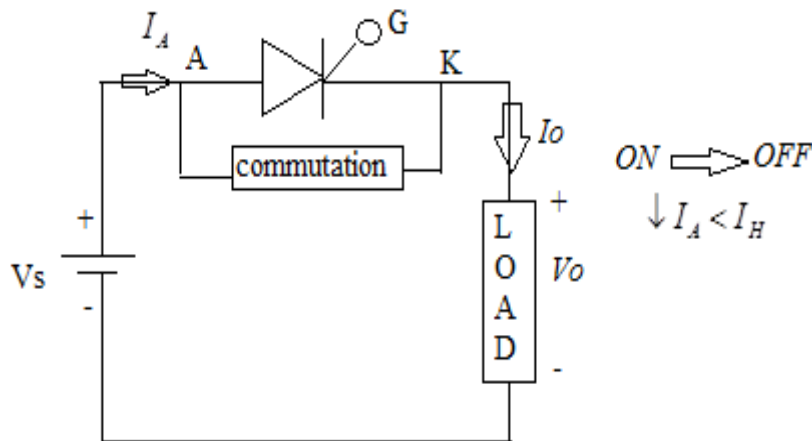 I_A
A
G
K
commutation
Io
ON OFF
↓ I_A < I_H
+
Vs
-
L
O
A
D
+
Vo
-